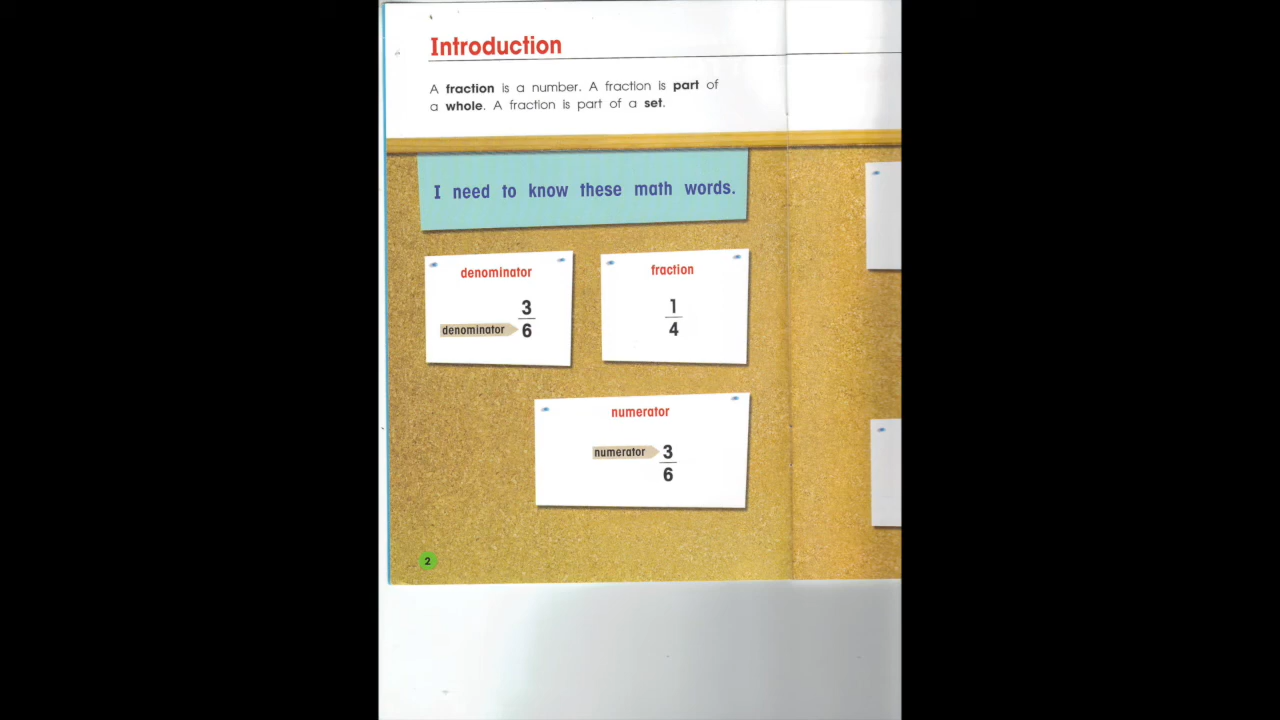 Introduction
A fraction is a number. A fraction is part of
a whole. A fraction is part of a set.
I need to know these math words.
denominator
3
denominator 6
fraction
1
4
numerator
numerator 3
6
2